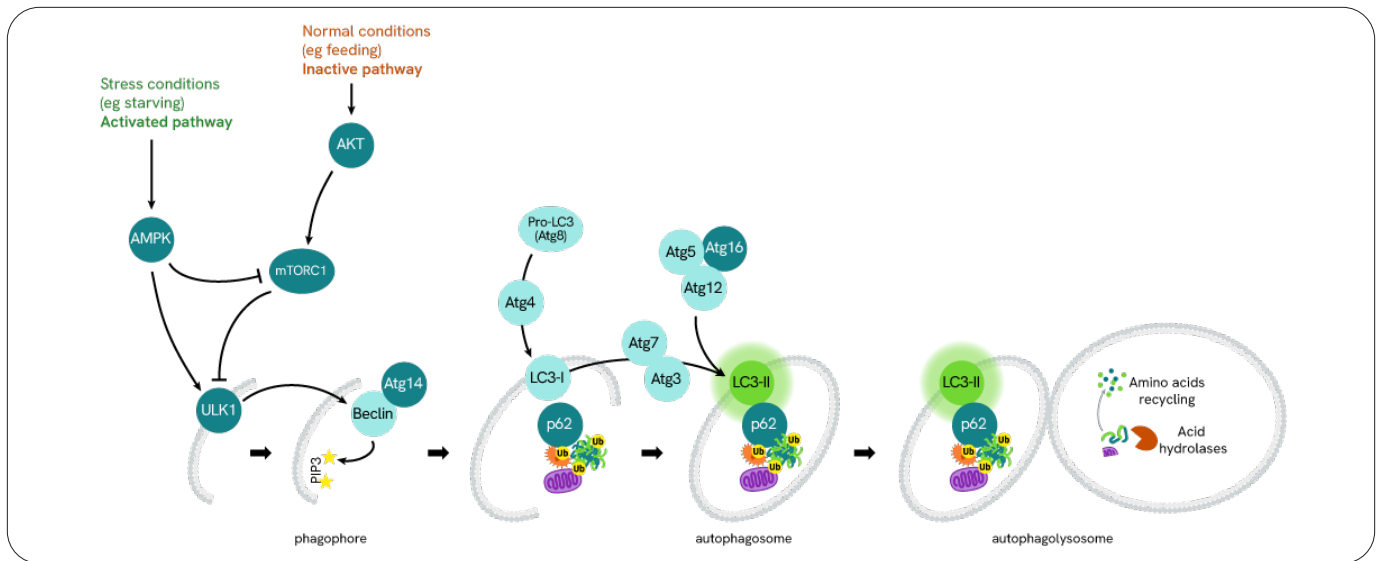 Normal conditions
(eg feeding)
Inactive pathway
Stress conditions
(eg starving)
Activated pathway
AKT
AMPK
mTORC1
Pro-LC3
(Atg8)
Atg5
Atg16
Atg12
Atg4
Atg7
Atg3
LC3-I
LC3-II
LC3-II
Atg14
Beclin
ULK1
PIP3
p62
Ub
Ub
Ub
p62
Ub
Ub
Ub
p62
Ub
Ub
Ub
Amino acids
recycling
Acid
hydrolases
phagophore
autophagosome
autophagolysosome